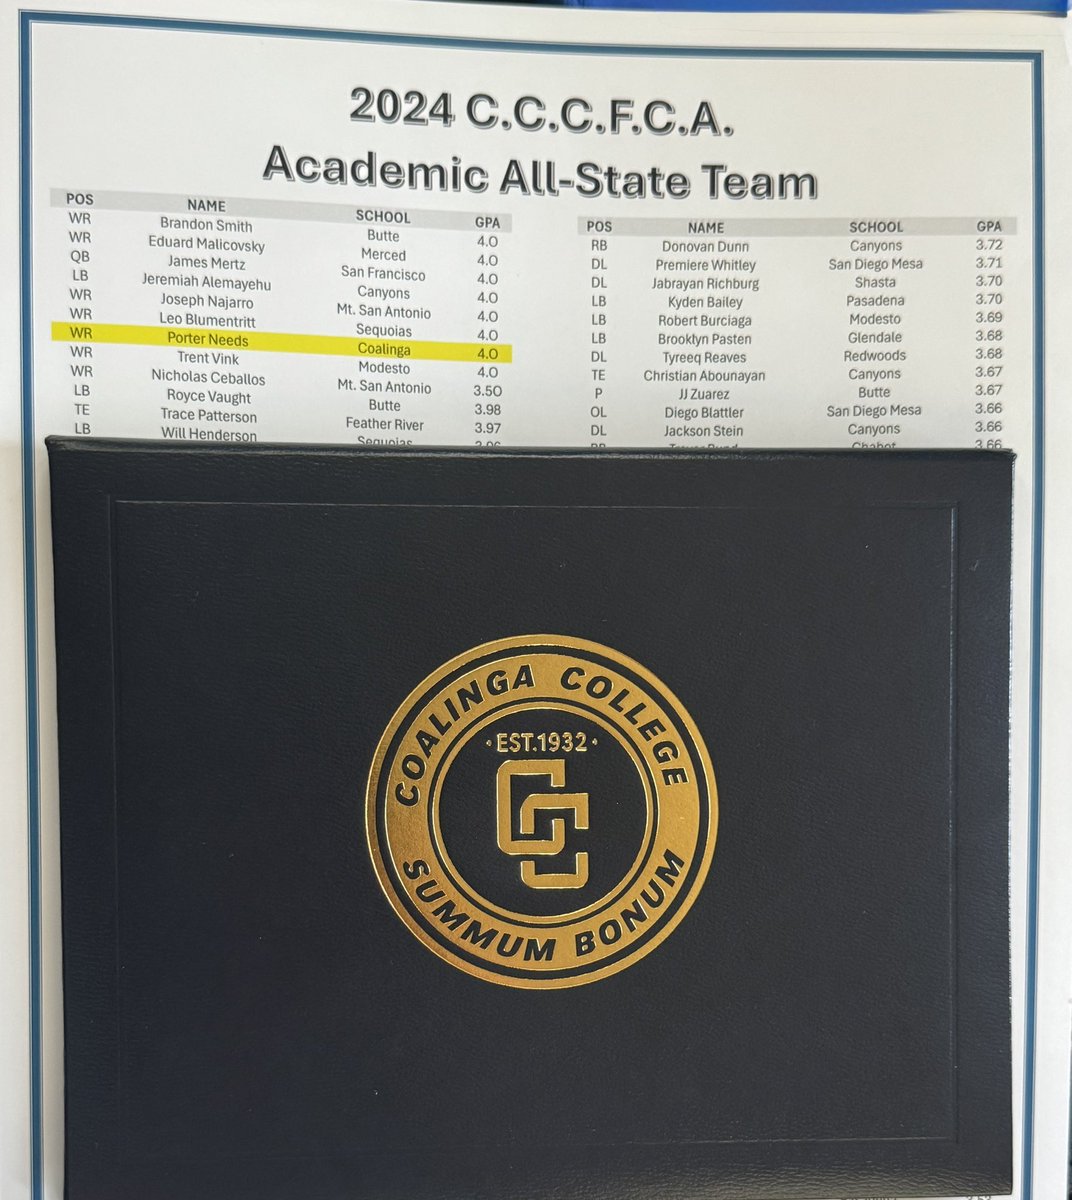 2024 C.C.C.F.C.A.
Academic All-State Team
POS NAME SCHOOL GPA
WR Brandon Smith Butte 4.0
WR Eduard Malicovsky Merced 4.0
QB James Mertz San Francisco 4.0
LB Jeremiah Alemayehu Canyons 4.0
WR Joseph Najarro Mt. San Antonio 4.0
WR Leo Blumentritt Sequoias 4.0
WR Porter Needs Coalinga 4.0
WR Trent Vink Modesto 4.0
WR Nicholas Ceballos Mt. San Antonio 3.50
LB Royce Vaught Butte 3.98
TE Trace Patterson Feather River 3.97
LB Will Henderson Sequoias
POS NAME SCHOOL GPA
RB Donovan Dunn Canyons 3.72
DL Premiere Whitley San Diego Mesa 3.71
DL Jabrayan Richburg Shasta 3.70
LB Kyden Bailey Pasadena 3.70
LB Robert Burciaga Modesto 3.69
LB Brooklyn Pasten Glendale 3.68
DL Tyreeq Reaves Redwoods 3.68
TE Christian Abounayan Canyons 3.67
P JJ Zuarez Butte 3.67
OL Diego Blattler San Diego Mesa 3.66
DL Jackson Stein Canyons 3.66
Chabot 3.66
COALINGA COLLEGE
·EST.1932·
CC
SUMMUM BONUM